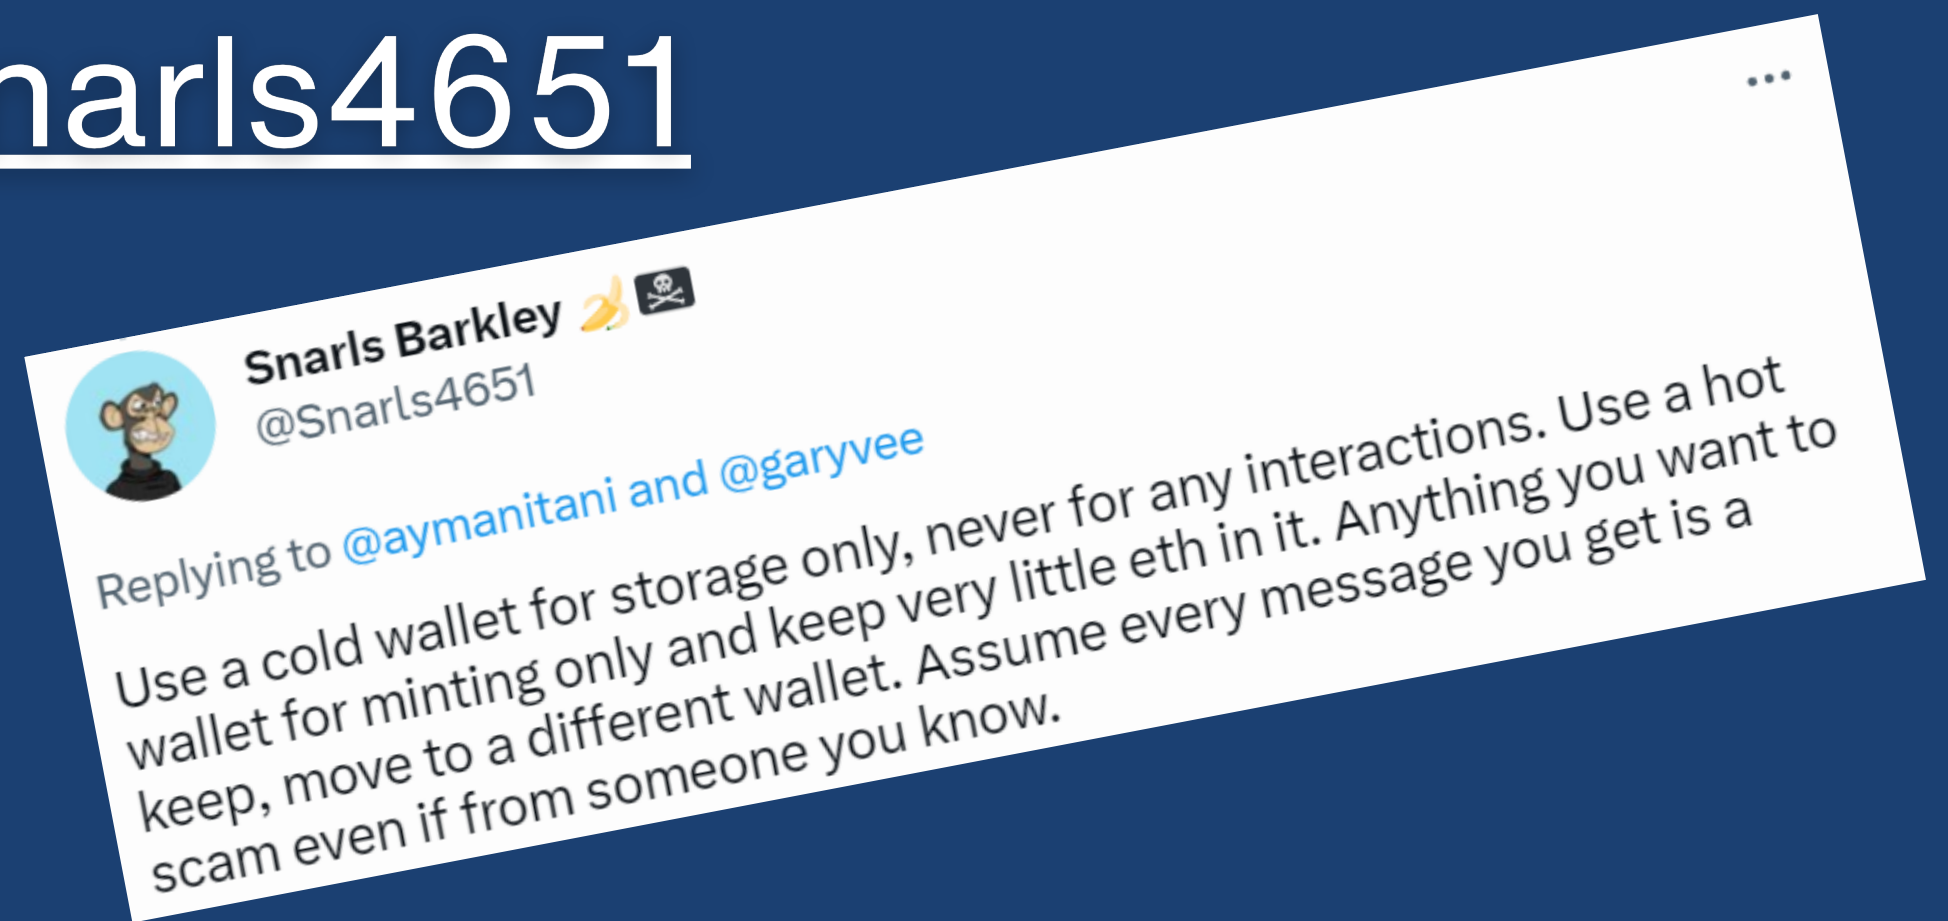 narls4651
Snarls Barkley 🍌🏴‍☠️
@Snarls4651
Replying to @aymanitani and @garyvee
Use a cold wallet for storage only, never for any interactions. Use a hot
wallet for minting only and keep very little eth in it. Anything you want to
keep, move to a different wallet. Assume every message you get is a
scam even if from someone you know.